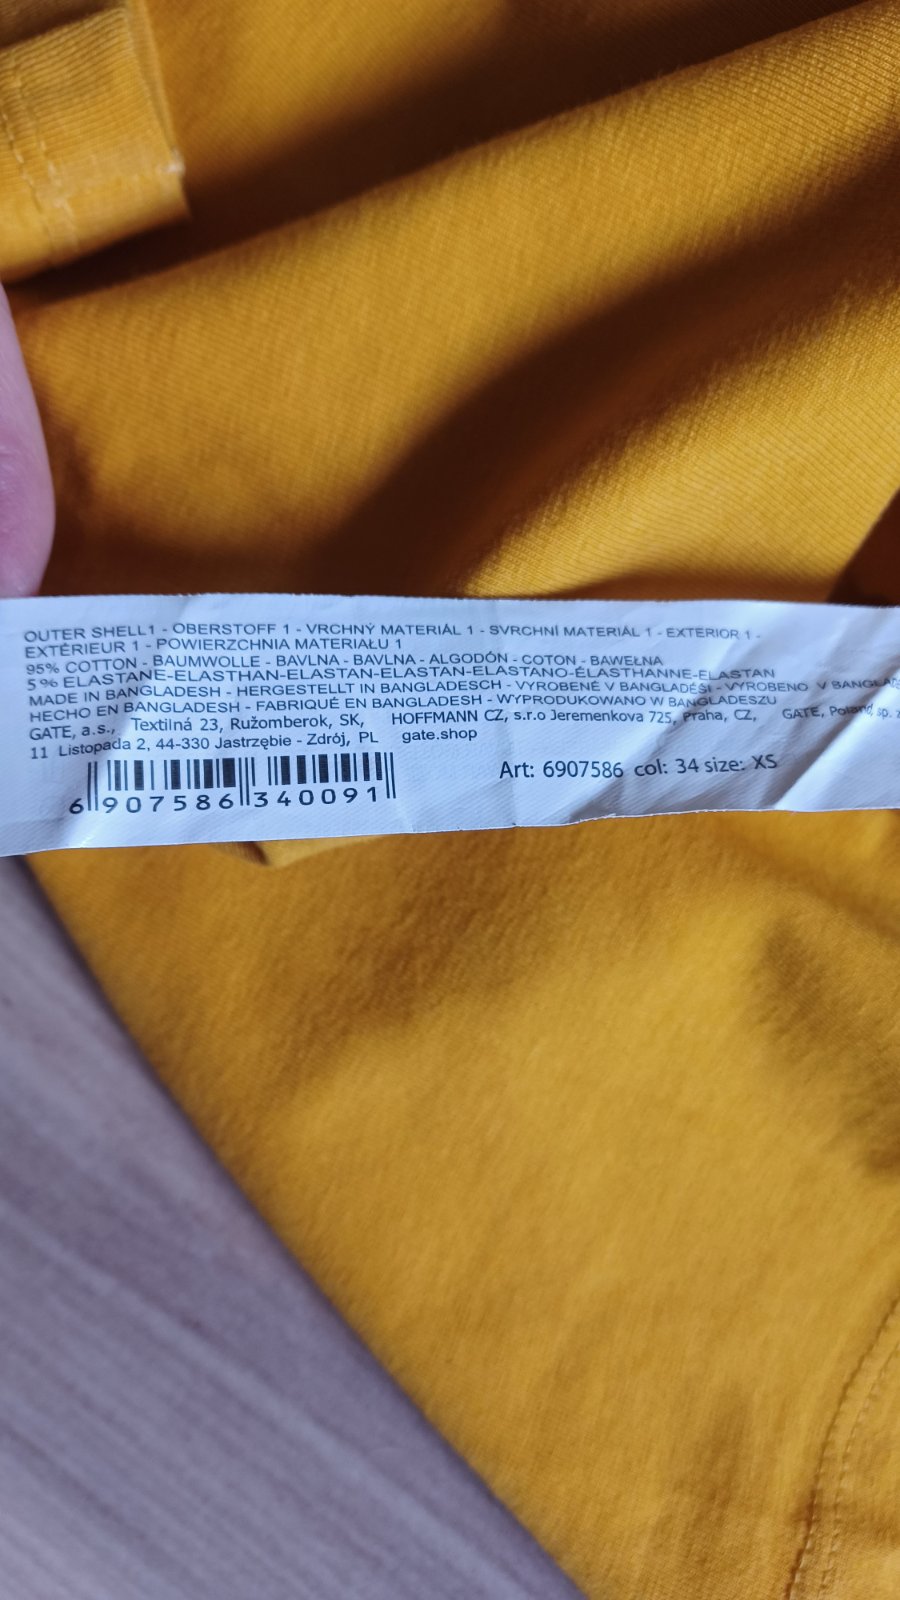 OUTER SHELL1 - OBERSTOFF 1 - VRCHNÝ MATERIÁL 1 - SVRCHNÍ MATERIÁL 1 - EXTERIOR 1 -
EXTÉRIEUR 1 - POWIERZCHNIA MATERIAŁU 1
95% COTTON - BAUMWOLLE - BAVLNA - BAVLNA - ALGODÓN - COTON - BAWEŁNA
5 % ELASTANE-ELASTHAN-ELASTAN-ELASTAN-ELASTANO-ÉLASTHANNE-ELASTAN
MADE IN BANGLADESH - HERGESTELLT IN BANGLADESCH - VYROBENÉ V BANGLADÉŠI - VYROBENO V
HECHO EN BANGLADESH - FABRIQUÉ EN BANGLADESH - WYPRODUKOWANO W BANGLADESZU
GATE, a.s., Textilná 23, Ružomberok, SK, HOFFMANN CZ, s.r.o Jeremenkova 725, Praha, CZ, GATE, Poland sp.
11 Listopada 2, 44-330 Jastrzębie - Zdrój, PL gate.shop
Art: 6907586 col: 34 size: XS
6 907586 340091